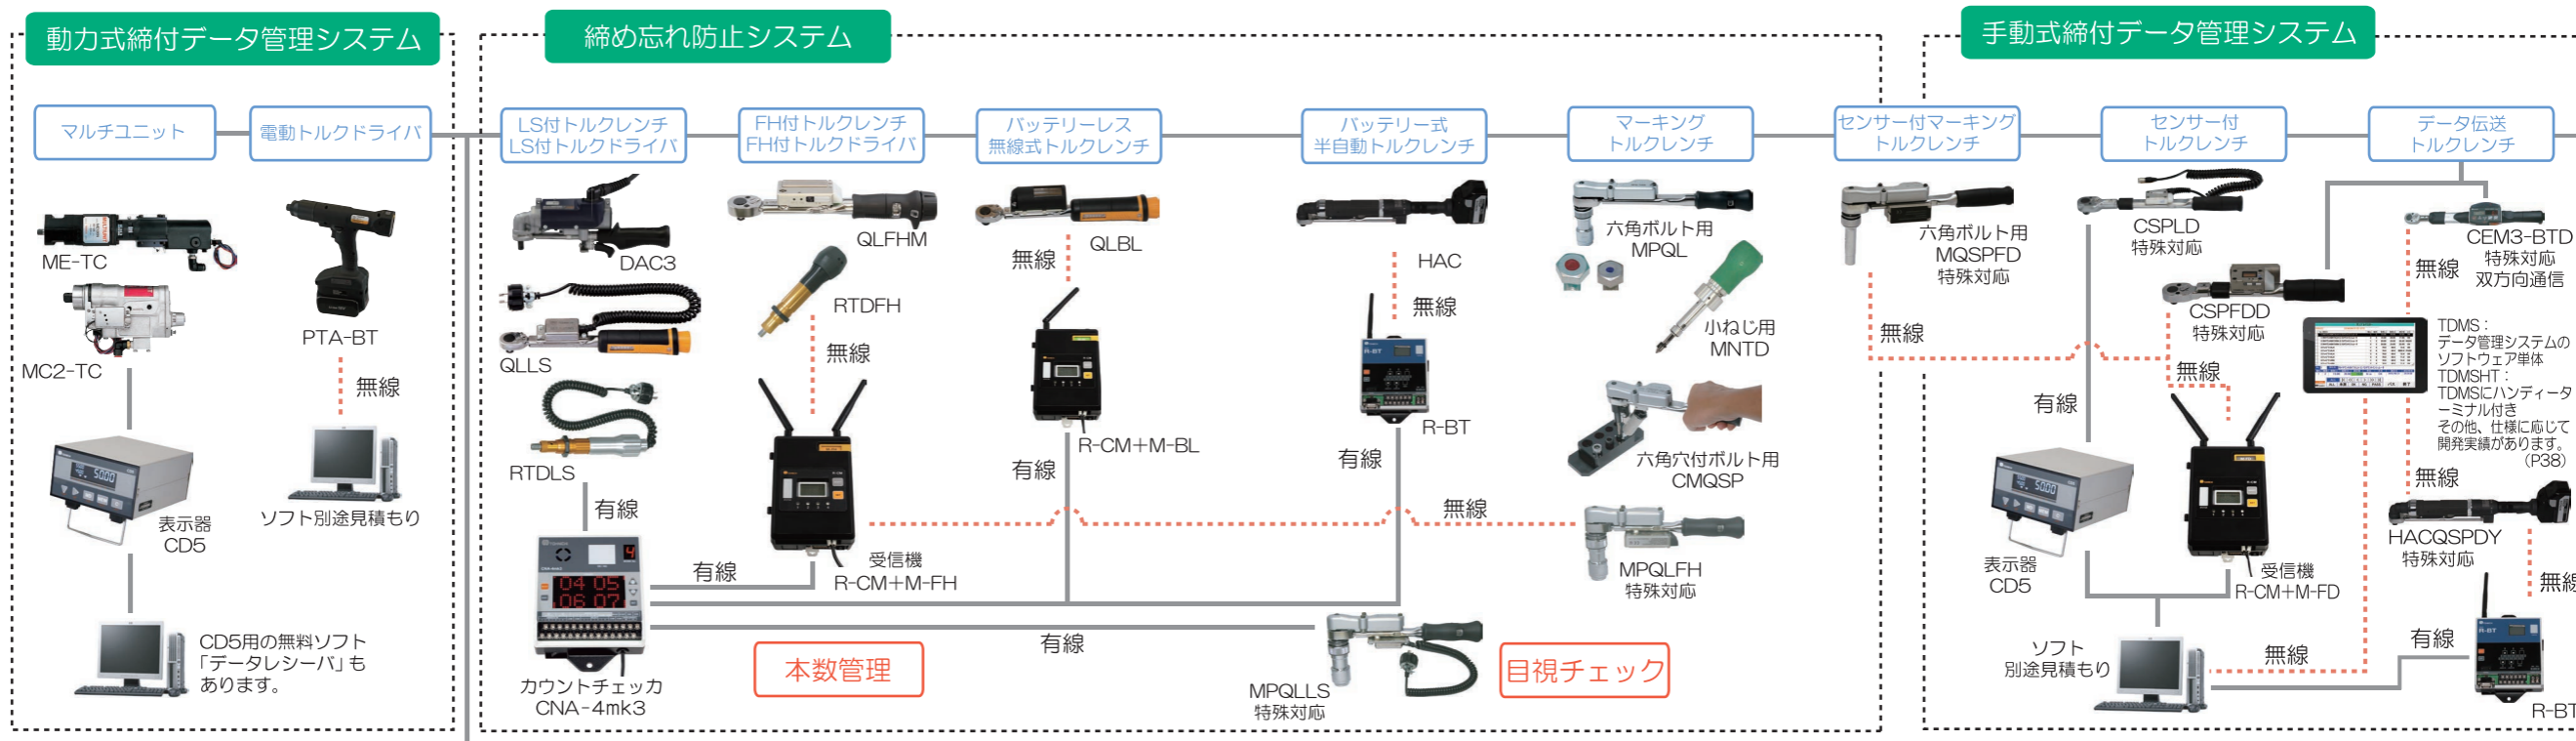 動力式締付データ管理システム
締め忘れ防止システム
手動式締付データ管理システム
マルチユニット
電動トルクドライバ
LS付トルクレンチ
LS付トルクドライバ
FH付トルクレンチ
FH付トルクドライバ
バッテリーレス
無線式トルクレンチ
バッテリー式
半自動トルクレンチ
マーキング
トルクレンチ
センサー付マーキング
トルクレンチ
センサー付
トルクレンチ
データ伝送
トルクレンチ
ME-TC
MC2-TC
表示器
CD5
50.00
CD5用の無料ソフト
「データレシーバ」も
あります。
PTA-BT
無線
ソフト別途見積もり
DAC3
QLLS
RTDLS
有線
4
04 05
06 07
カウントチェッカ
CNA-4mk3
QLFHM
RTDFH
無線
受信機
R-CM+M-FH
有線
本数管理
QLBL
無線
R-CM+M-BL
有線
HAC
無線
R-BT
R-BT
有線
有線
MPQLLS
特殊対応
目視チェック
六角ボルト用
MPQL
小ねじ用
MNTD
六角穴付ボルト用
CMQSP
無線
MPQLFH
特殊対応
六角ボルト用
MQSPFD
特殊対応
無線
CSPLD
特殊対応
有線
50.00
表示器
CD5
CSPFDD
特殊対応
無線
受信機
R-CM+M-FD
ソフト
別途見積もり
無線
CEM3-BTD
特殊対応
双方向通信
無線
TDMS：
データ管理システムの
ソフトウェア単体
TDMSHT：
TDMSにハンディータ
ーミナル付き
その他、仕様に応じて
開発実績があります。
（P38）
無線
HACQSPDY
特殊対応
無線
有線
R-BT
R-BT